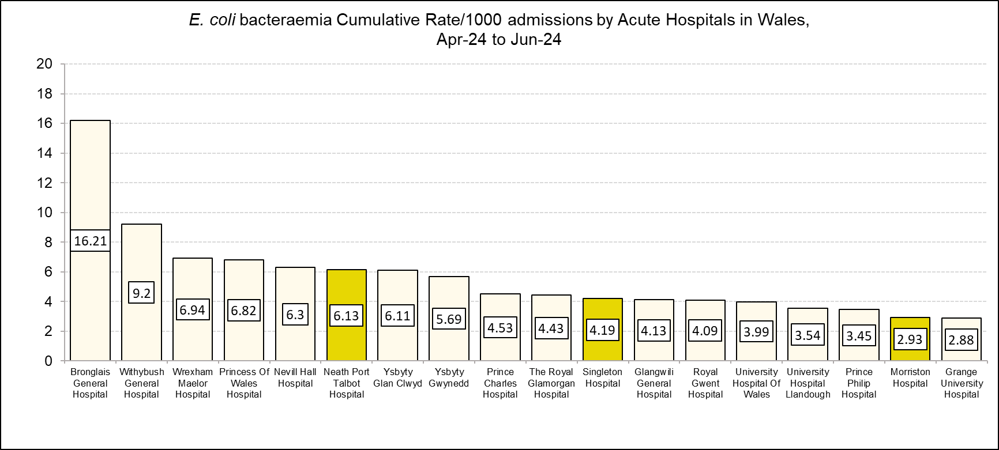 E. coli bacteraemia Cumulative Rate/1000 admissions by Acute Hospitals in Wales,
Apr-24 to Jun-24
20
18
16
14
12
10
8
6
4
2
0
16.21
9.2
6.94
6.82
6.3
6.13
6.11
5.69
4.53
4.43
4.19
4.13
4.09
3.99
3.54
3.45
2.93
2.88
Bronglais
General
Hospital
Withybush
General
Hospital
Wrexham
Maelor
Hospital
Princess Of
Wales
Hospital
Nevill Hall
Hospital
Neath Port
Talbot
Hospital
Ysbyty
Glan Clwyd
Ysbyty
Gwynedd
Prince
Charles
Hospital
The Royal
Glamorgan
Hospital
Singleton
Hospital
Glangwili
General
Hospital
Royal
Gwent
Hospital
University
Hospital Of
Wales
University
Hospital
Llandough
Prince
Philip
Hospital
Morriston
Hospital
Grange
University
Hospital